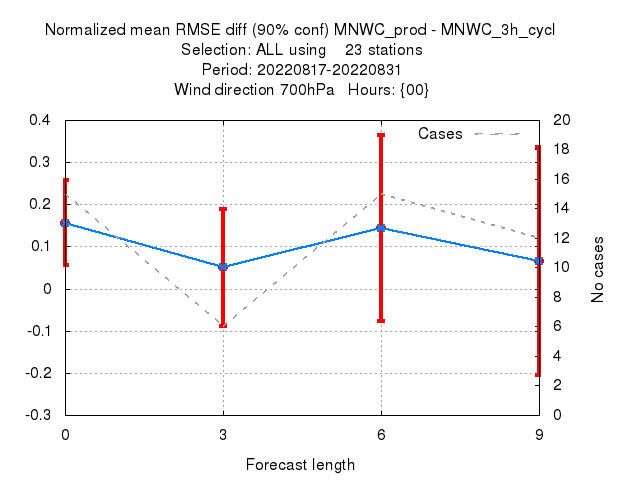 Normalized mean RMSE diff (90% conf) MNWC_prod - MNWC_3h_cycl
Selection: ALL using    23 stations
Period: 20220817-20220831
Wind direction 700hPa   Hours: {00}
Cases
0.4
0.3
0.2
0.1
0
-0.1
-0.2
-0.3
20
18
16
14
12
10
8
6
4
2
0
No cases
0 3 6 9
Forecast length